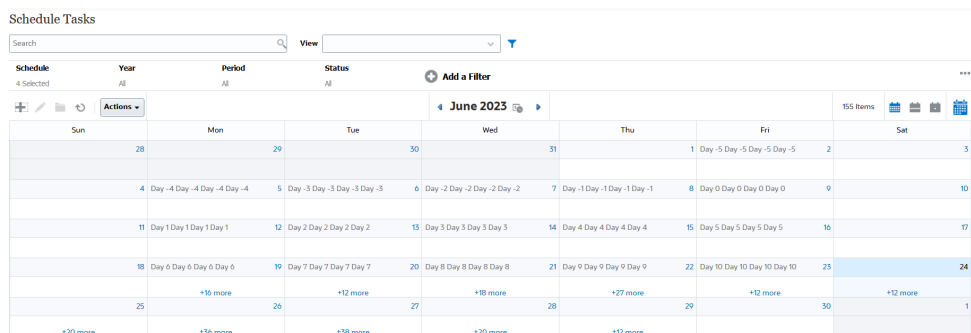 Schedule Tasks
Search
View
Schedule Year Period Status
4 Selected All All All
Add a Filter
Actions
June 2023
155 Items
Sun Mon Tue Wed Thu Fri Sat
28 29 30 31 1 Day -5 Day -5 Day -5 Day -5 2 3
4 Day -4 Day -4 Day -4 Day -4 5 Day -3 Day -3 Day -3 Day -3 6 Day -2 Day -2 Day -2 Day -2 7 Day -1 Day -1 Day -1 Day -1 8 Day 0 Day 0 Day 0 Day 0 9 10
11 Day 1 Day 1 Day 1 Day 1 12 Day 2 Day 2 Day 2 Day 2 13 Day 3 Day 3 Day 3 Day 3 14 Day 4 Day 4 Day 4 Day 4 15 Day 5 Day 5 Day 5 Day 5 16 17
18 Day 6 Day 6 Day 6 Day 6 19 Day 7 Day 7 Day 7 Day 7 20 Day 8 Day 8 Day 8 Day 8 21 Day 9 Day 9 Day 9 Day 9 22 Day 10 Day 10 Day 10 Day 10 23 24
+16 more +12 more +18 more +27 more +12 more +12 more
25 26 27 28 29 30 1
+20 more +36 more +38 more +20 more +12 more